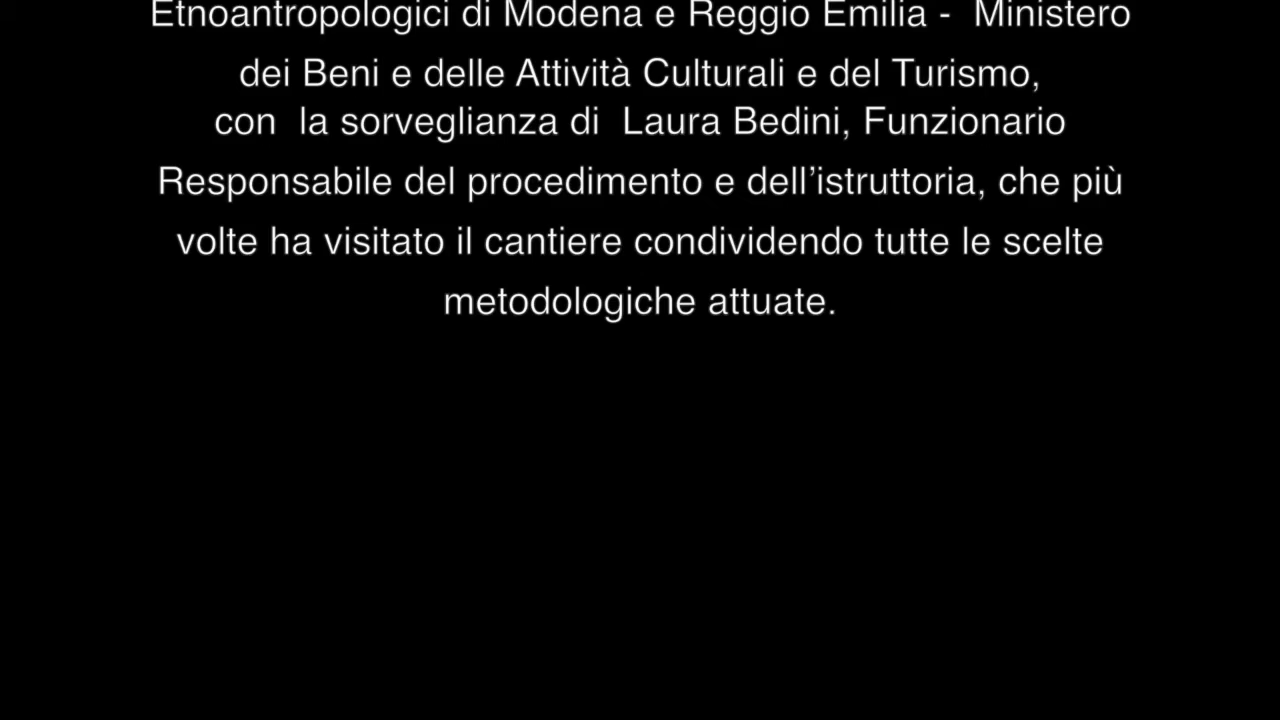 Etnoantropologici di Modena e Reggio Emilia -  Ministero
dei Beni e delle Attività Culturali e del Turismo,
con  la sorveglianza di  Laura Bedini, Funzionario
Responsabile del procedimento e dell’istruttoria, che più
volte ha visitato il cantiere condividendo tutte le scelte
metodologiche attuate.